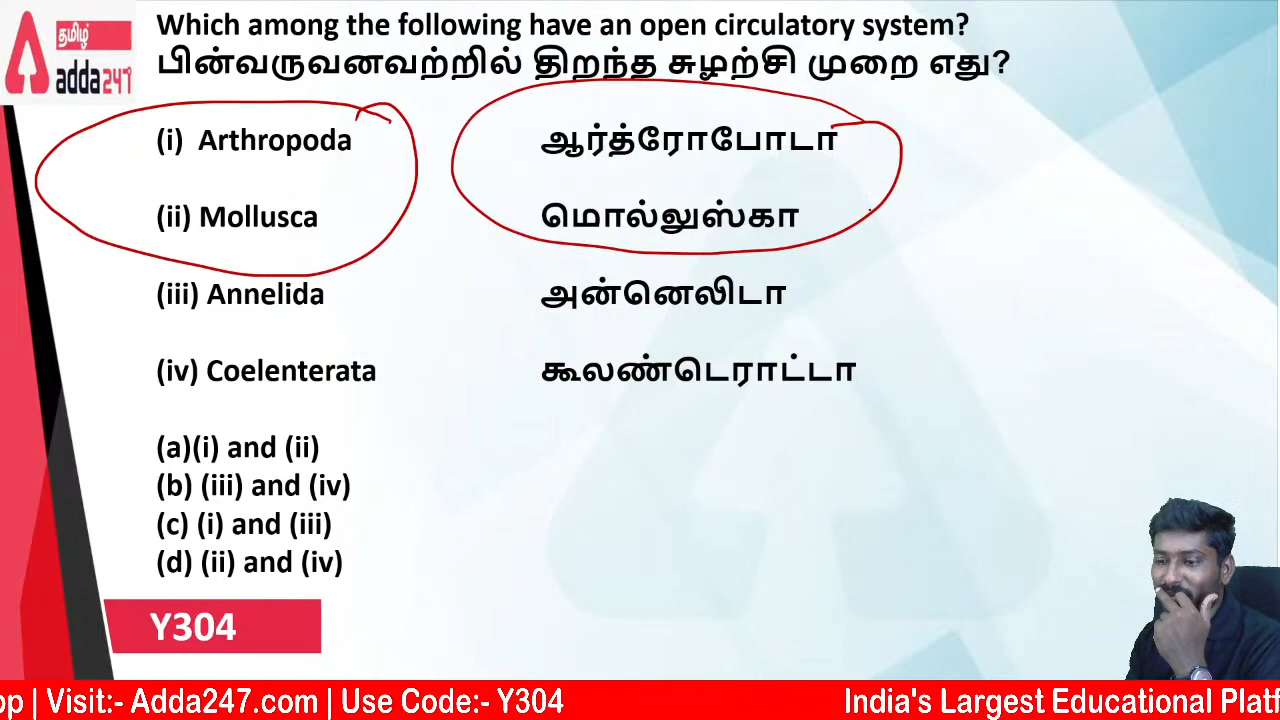 தமிழ்
adda247
Which among the following have an open circulatory system?
பின்வருவனவற்றில் திறந்த சுழற்சி முறை எது?
(i) Arthropoda ஆர்த்ரோபோடா
(ii) Mollusca மொல்லுஸ்கா
(iii) Annelida அன்னெலிடா
(iv) Coelenterata கூலண்டெராட்டா
(a)(i) and (ii)
(b) (iii) and (iv)
(c) (i) and (iii)
(d) (ii) and (iv)
Y304
pp | Visit:- Adda247.com | Use Code:- Y304 India's Largest Educational Platf